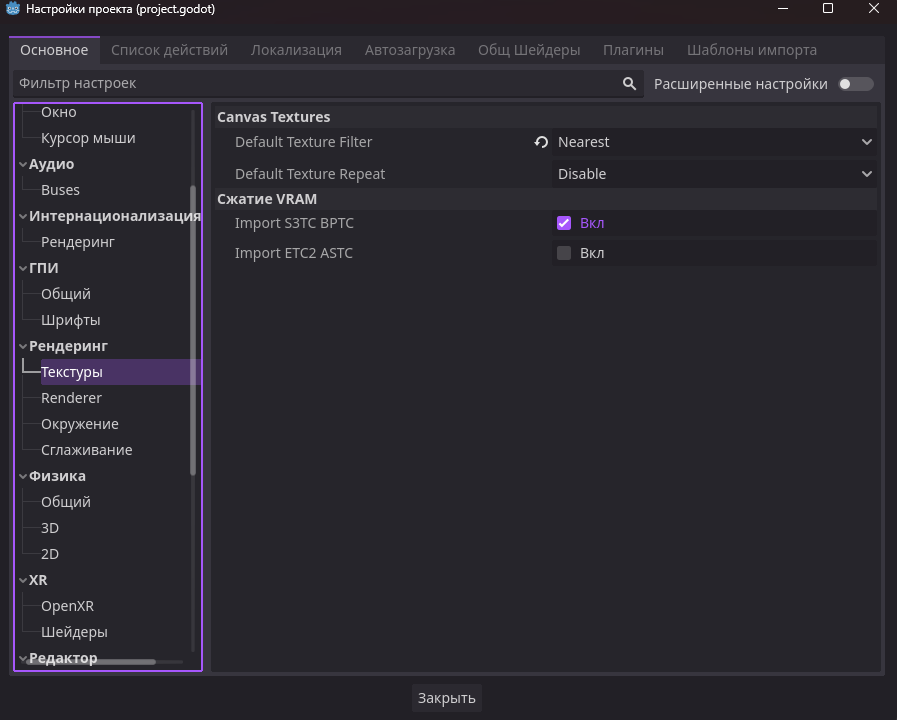 Настройки проекта (project.godot)
Основное Список действий Локализация Автозагрузка Общ Шейдеры Плагины Шаблоны импорта
Фильтр настроек Расширенные настройки
Окно
Курсор мыши
Аудио
Buses
Интернационализация
Рендеринг
ГПИ
Общий
Шрифты
Рендеринг
Текстуры
Renderer
Окружение
Сглаживание
Физика
Общий
3D
2D
XR
OpenXR
Шейдеры
Редактор
Canvas Textures
Default Texture Filter Nearest
Default Texture Repeat Disable
Сжатие VRAM
Import S3TC BPTC Вкл
Import ETC2 ASTC Вкл
Закрыть